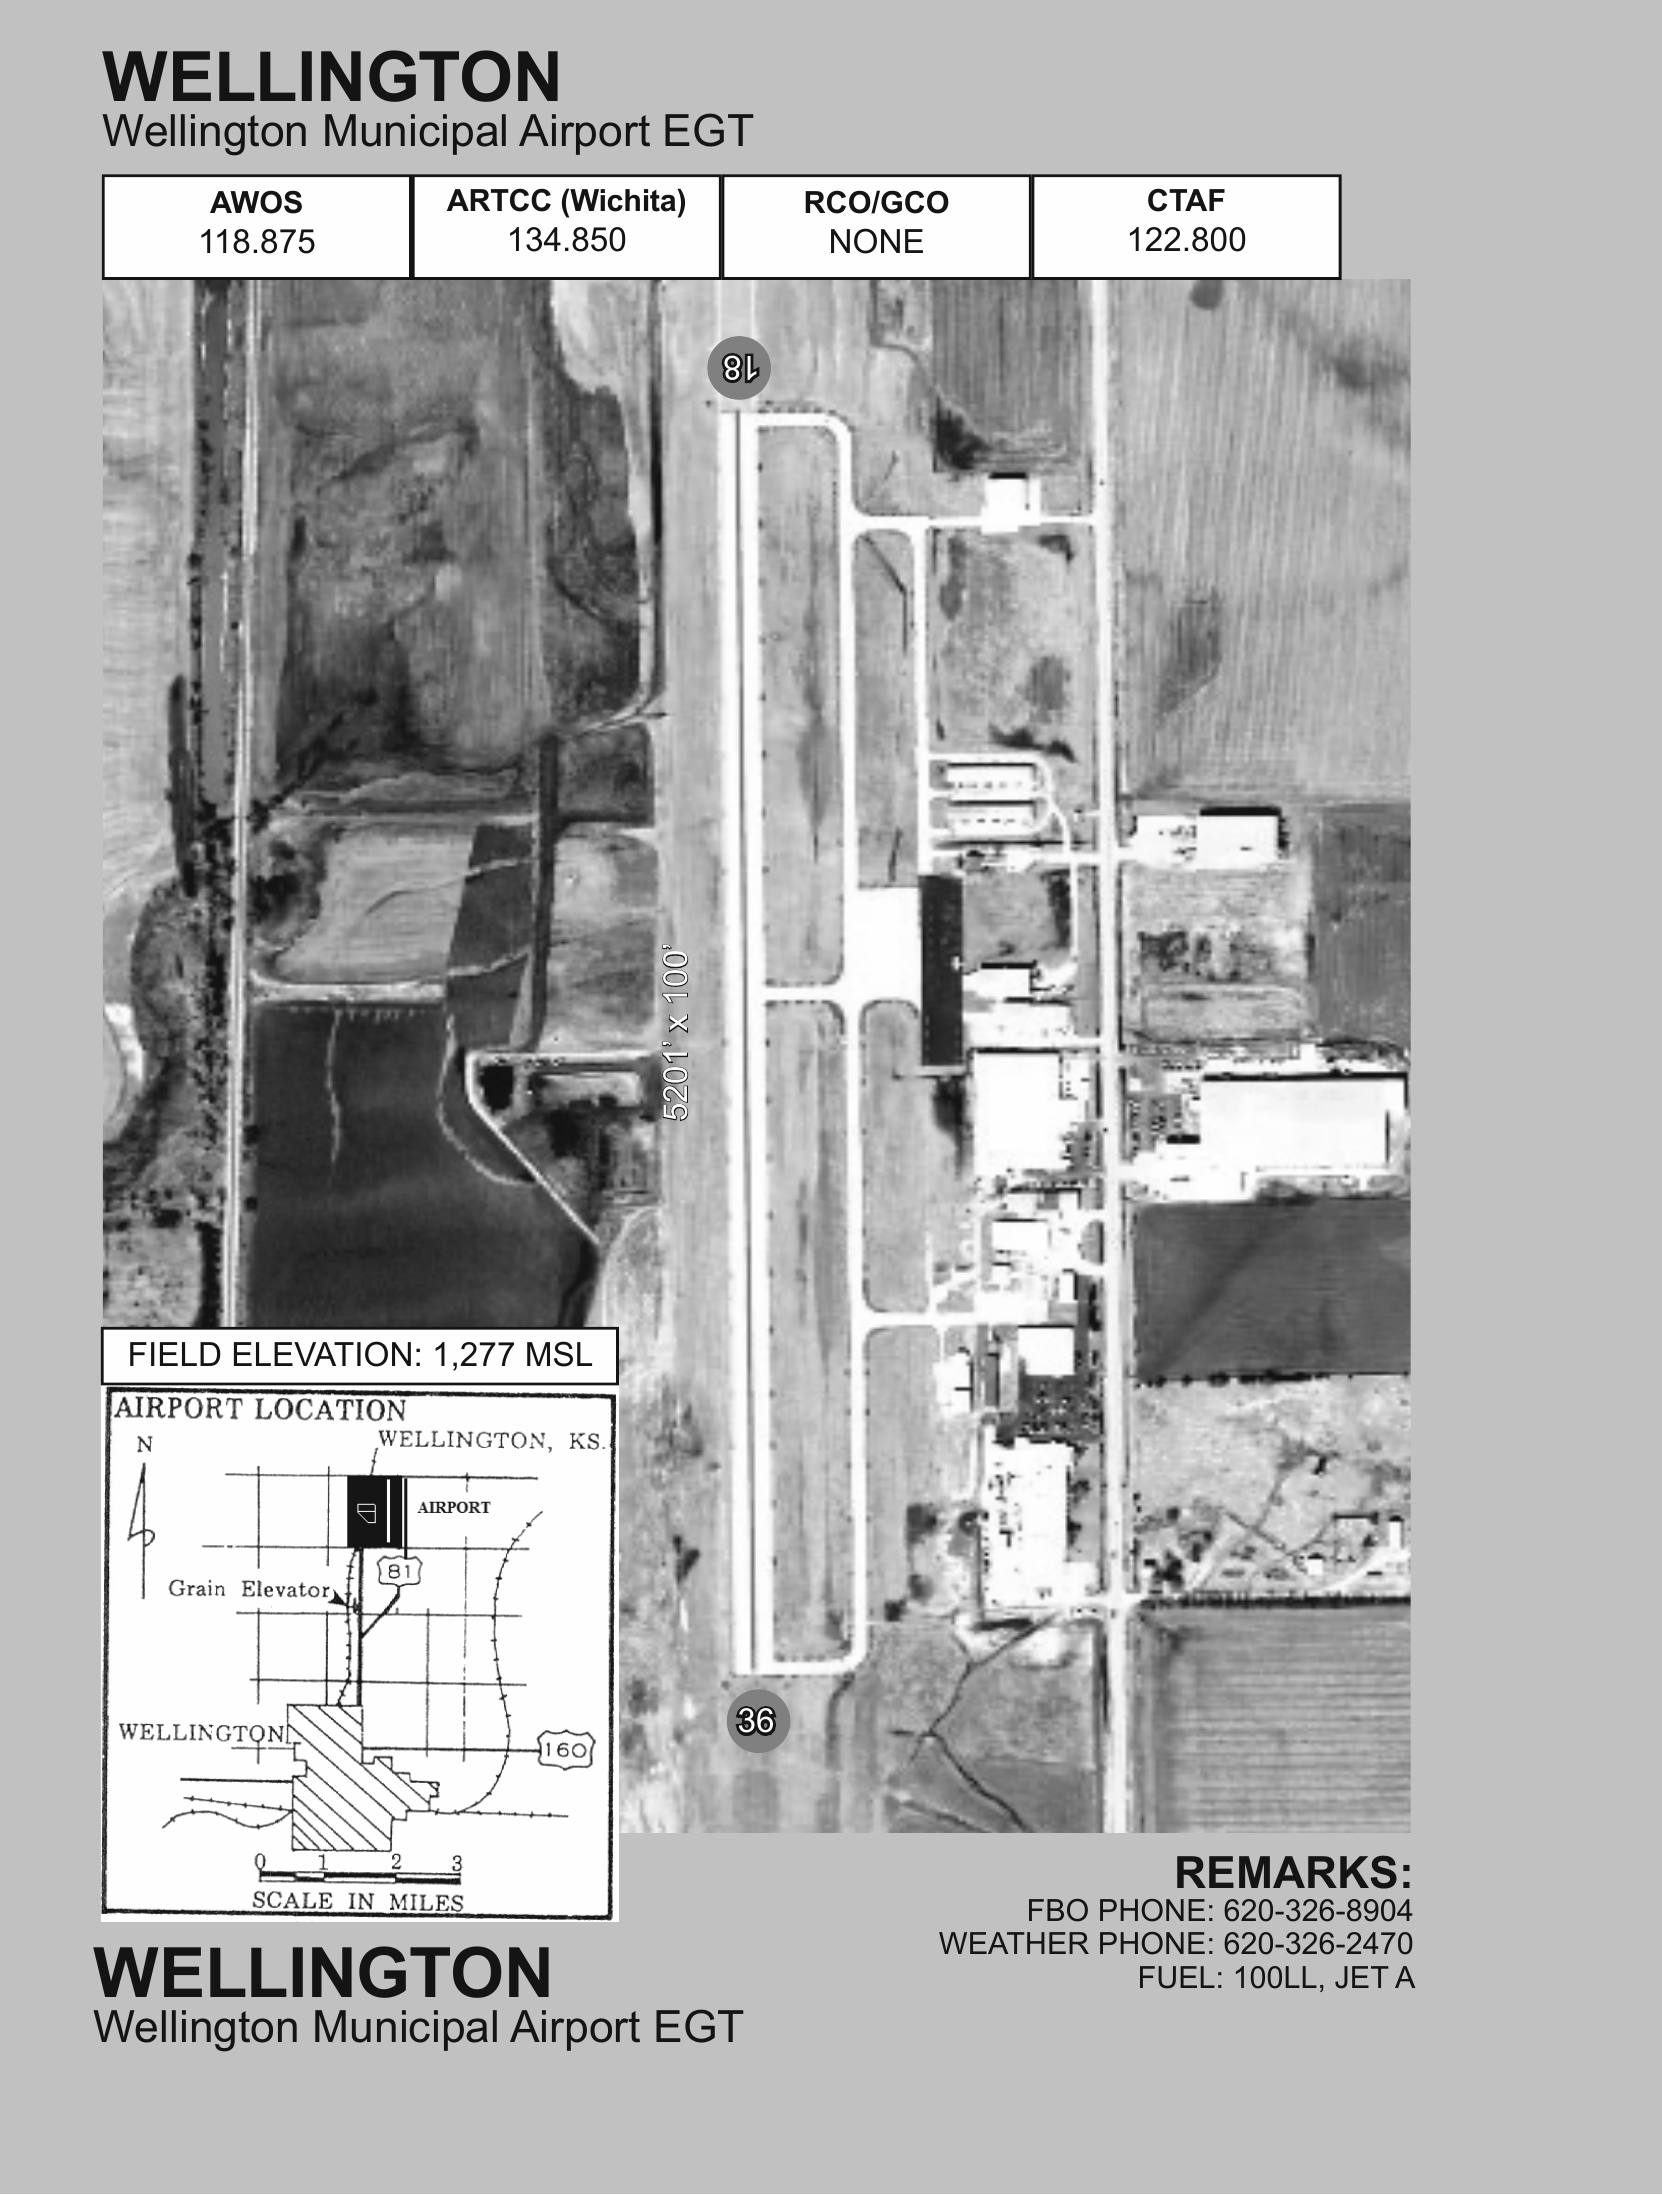 WELLINGTON
Wellington Municipal Airport EGT
AWOS
118.875
ARTCC (Wichita)
134.850
RCO/GCO
NONE
CTAF
122.800
18
5201’ x 100’
36
FIELD ELEVATION: 1,277 MSL
AIRPORT LOCATION
N
WELLINGTON, KS.
AIRPORT
81
Grain Elevator
WELLINGTON
160
0 1 2 3
SCALE IN MILES
REMARKS:
FBO PHONE: 620-326-8904
WEATHER PHONE: 620-326-2470
FUEL: 100LL, JET A
WELLINGTON
Wellington Municipal Airport EGT